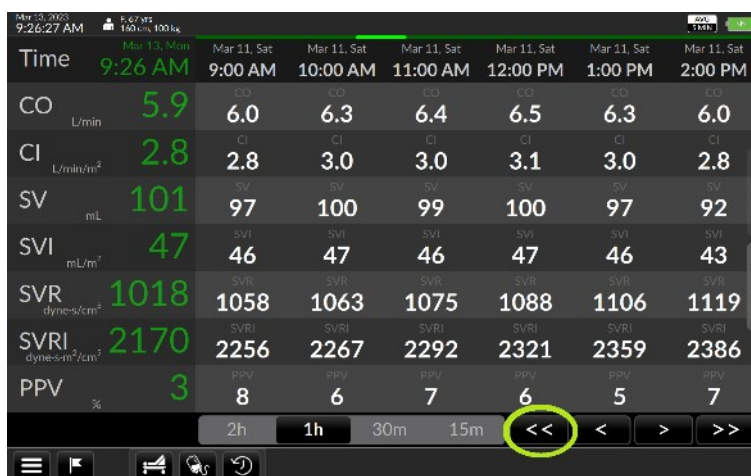 Mar 13, 2023
9:26:27 AM
F, 67 yrs
160 cm, 100 kg
AVG
5 MIN
Time Mar 13, Mon 9:26 AM Mar 11, Sat 9:00 AM Mar 11, Sat 10:00 AM Mar 11, Sat 11:00 AM Mar 11, Sat 12:00 PM Mar 11, Sat 1:00 PM Mar 11, Sat 2:00 PM
CO L/min 5.9 CO 6.0 CO 6.3 CO 6.4 CO 6.5 CO 6.3 CO 6.0
CI L/min/m² 2.8 CI 2.8 CI 3.0 CI 3.0 CI 3.1 CI 3.0 CI 2.8
SV mL 101 SV 97 SV 100 SV 99 SV 100 SV 97 SV 92
SVI mL/m² 47 SVI 46 SVI 47 SVI 46 SVI 47 SVI 46 SVI 43
SVR dyne-s/cm⁵ 1018 SVR 1058 SVR 1063 SVR 1075 SVR 1088 SVR 1106 SVR 1119
SVRI dyne-s-m²/cm⁵ 2170 SVRI 2256 SVRI 2267 SVRI 2292 SVRI 2321 SVRI 2359 SVRI 2386
PPV % 3 PPV 8 PPV 6 PPV 7 PPV 6 PPV 5 PPV 7
2h 1h 30m 15m << < > >>